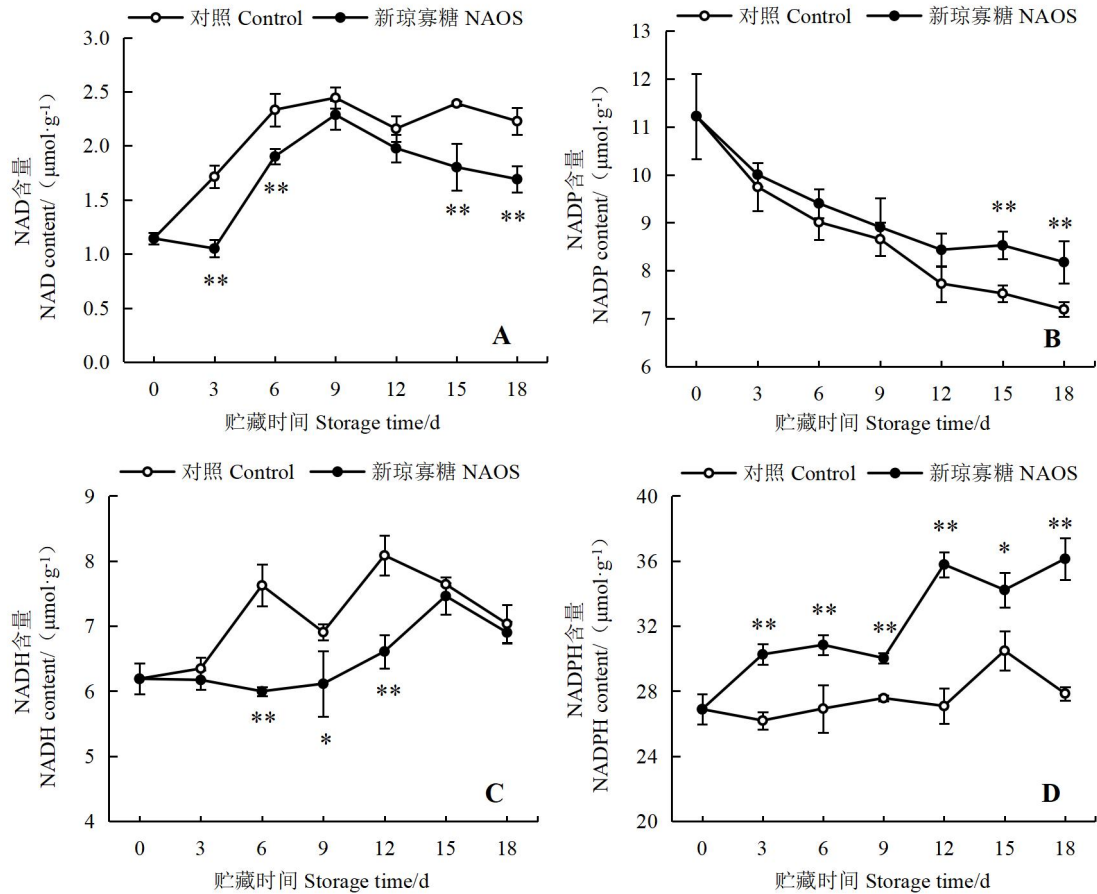 对照 Control 新琼寡糖 NAOS
3.0
2.5
2.0
1.5
1.0
0.5
0.0
NAD含量
NAD content/（μmol·g-1）
**
**
**
**
A
0 3 6 9 12 15 18
贮藏时间 Storage time/d
对照 Control 新琼寡糖 NAOS
13
12
11
10
9
8
7
6
NADP含量
NADP content/（μmol·g-1）
**
**
B
0 3 6 9 12 15 18
贮藏时间 Storage time/d
对照 Control 新琼寡糖 NAOS
9
8
7
6
5
4
NADH含量
NADH content/（μmol·g-1）
**
*
**
C
0 3 6 9 12 15 18
贮藏时间 Storage time/d
对照 Control 新琼寡糖 NAOS
40
36
32
28
24
20
NADPH含量
NADPH content/（μmol·g-1）
**
**
**
**
*
**
D
0 3 6 9 12 15 18
贮藏时间 Storage time/d